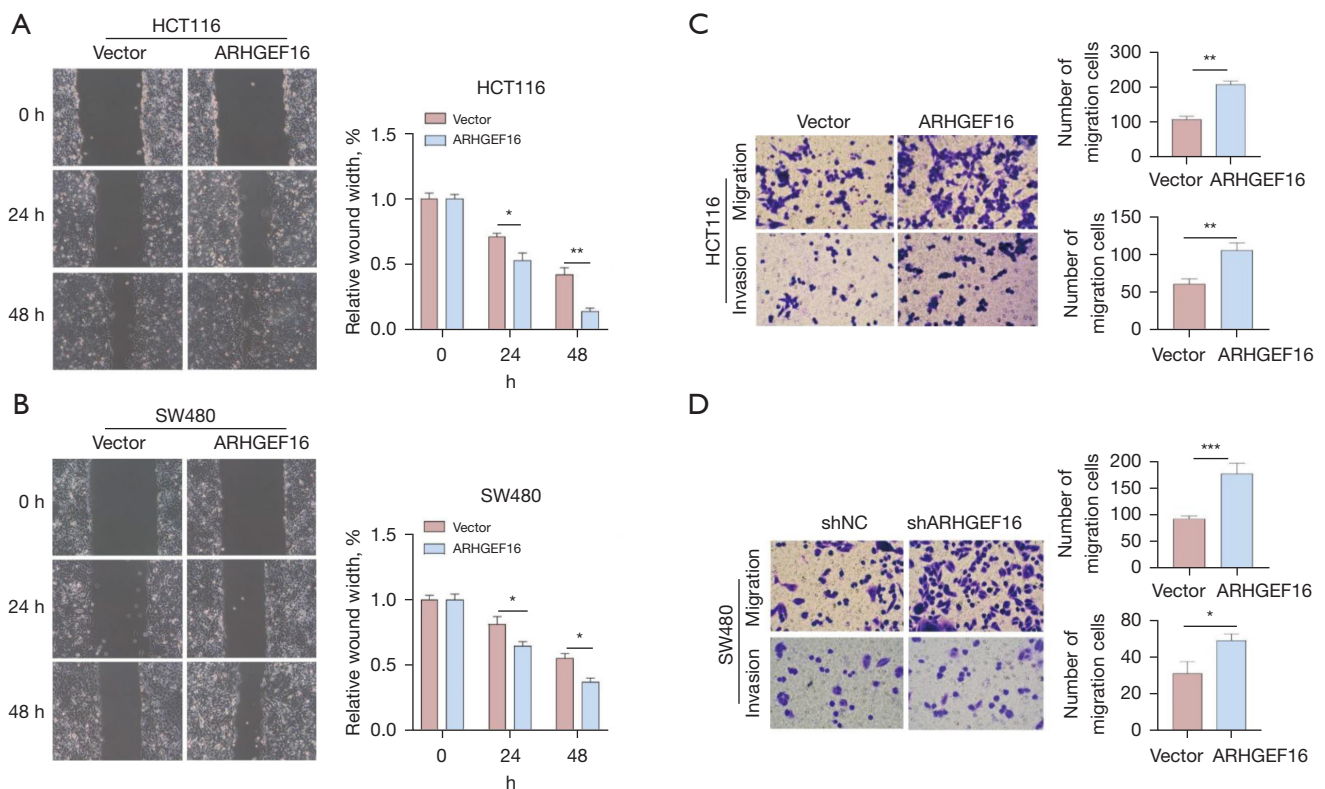 A
HCT116
Vector ARHGEF16
0 h
24 h
48 h
HCT116
Vector
ARHGEF16
Relative wound width, %
1.5
1.0
0.5
0.0
*
**
0 24 48
h
B
SW480
Vector ARHGEF16
0 h
24 h
48 h
SW480
Vector
ARHGEF16
Relative wound width, %
1.5
1.0
0.5
0.0
*
*
0 24 48
h
C
Vector ARHGEF16
HCT116
Migration
Invasion
Number of
migration cells
300
200
100
0
**
Vector ARHGEF16
Number of
migration cells
150
100
50
0
**
Vector ARHGEF16
D
shNC shARHGEF16
SW480
Migration
Invasion
Number of
migration cells
200
150
100
50
0
***
Vector ARHGEF16
Number of
migration cells
80
60
40
20
0
*
Vector ARHGEF16